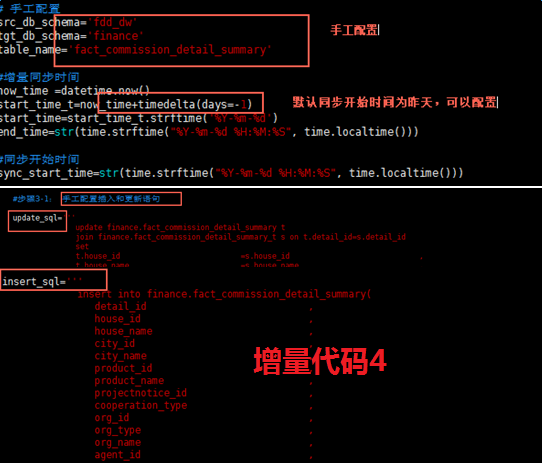 # 手工配置
src_db_schema='fdd_dw'
tgt_db_schema='finance'
table_name='fact_commission_detail_summary'
手工配置
#增量同步时间
now_time =datetime.now()
start_time_t=now_time+timedelta(days=-1)
默认同步开始时间为昨天，可以配置
start_time=start_time_t.strftime('%Y-%m-%d')
end_time=str(time.strftime("%Y-%m-%d %H:%M:%S", time.localtime()))
#同步开始时间
sync_start_time=str(time.strftime("%Y-%m-%d %H:%M:%S", time.localtime()))
#步骤3-1: 手工配置插入和更新语句
update_sql='''
update finance.fact_commission_detail_summary t
join finance.fact_commission_detail_summary_t s on t.detail_id=s.detail_id
set
t.house_id =s.house_id ,
t.house_name =s.house_name
insert_sql='''
insert into finance.fact_commission_detail_summary(
detail_id ,
house_id ,
house_name ,
city_id ,
city_name ,
product_id ,
product_name ,
projectnotice_id ,
cooperation_type ,
org_id ,
org_type ,
org_name ,
agent_id ,
增量代码4